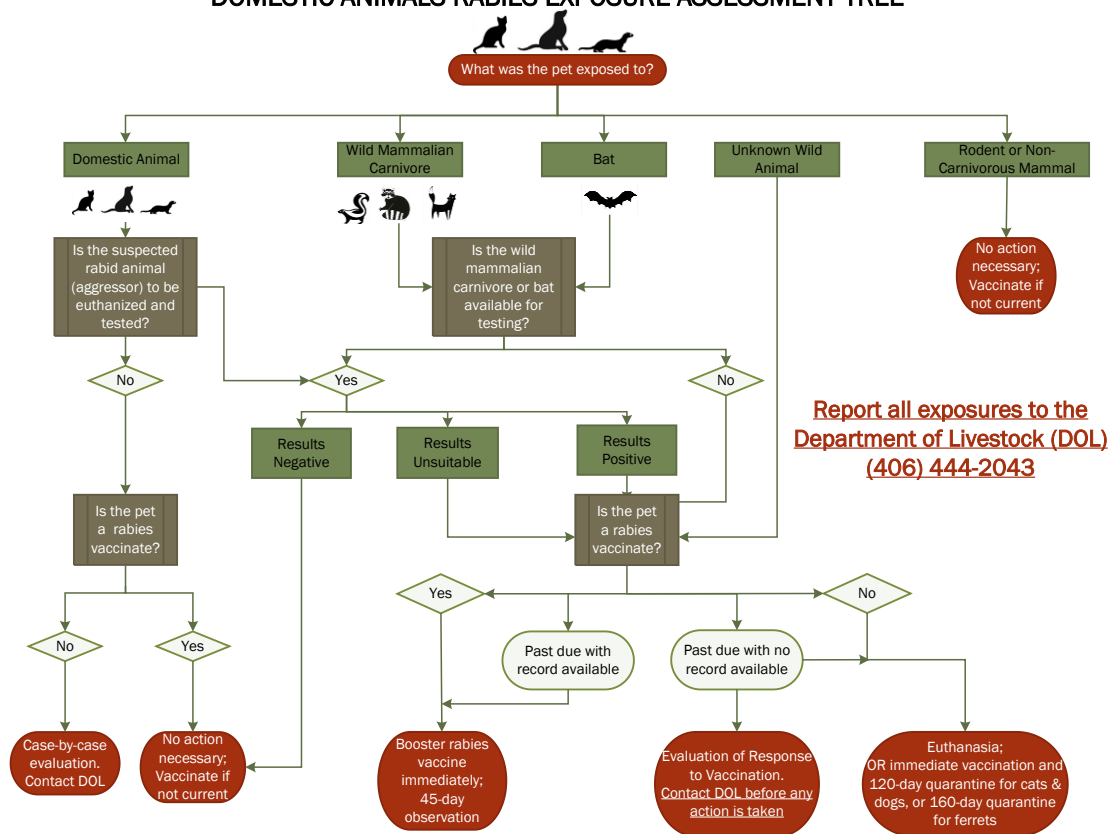 DOMESTIC ANIMALS RABIES EXPOSURE ASSESSMENT TREE
What was the pet exposed to?
Domestic Animal
Wild Mammalian
Carnivore
Bat
Unknown Wild
Animal
Rodent or Non-
Carnivorous Mammal
Is the suspected
rabid animal
(aggressor) to be
euthanized and
tested?
Is the wild
mammalian
carnivore or bat
available for
testing?
No action
necessary;
Vaccinate if
not current
No
Yes
No
Report all exposures to the
Department of Livestock (DOL)
(406) 444-2043
Results
Negative
Results
Unsuitable
Results
Positive
Is the pet
a rabies
vaccinate?
Is the pet
a rabies
vaccinate?
Yes
No
No
Yes
Past due with
record available
Past due with no
record available
Case-by-case
evaluation.
Contact DOL
No action
necessary;
Vaccinate if
not current
Booster rabies
vaccine
immediately;
45-day
observation
Evaluation of Response
to Vaccination.
Contact DOL before any
action is taken
Euthanasia;
OR immediate vaccination and
120-day quarantine for cats &
dogs, or 160-day quarantine
for ferrets